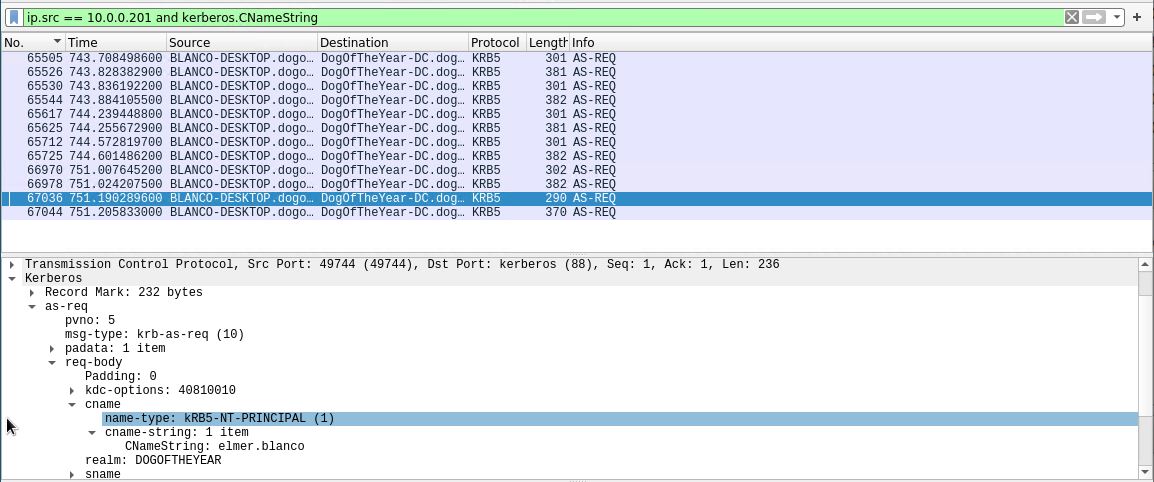 ip.src == 10.0.0.201 and kerberos.CNameString
No. Time Source Destination Protocol Length Info
65505 743.708498600 BLANCO-DESKTOP.dogo… DogOfTheYear-DC.dog… KRB5 301 AS-REQ
65526 743.828382900 BLANCO-DESKTOP.dogo… DogOfTheYear-DC.dog… KRB5 381 AS-REQ
65530 743.836192200 BLANCO-DESKTOP.dogo… DogOfTheYear-DC.dog… KRB5 301 AS-REQ
65544 743.884105500 BLANCO-DESKTOP.dogo… DogOfTheYear-DC.dog… KRB5 382 AS-REQ
65617 744.239448800 BLANCO-DESKTOP.dogo… DogOfTheYear-DC.dog… KRB5 301 AS-REQ
65625 744.255672900 BLANCO-DESKTOP.dogo… DogOfTheYear-DC.dog… KRB5 381 AS-REQ
65712 744.572819700 BLANCO-DESKTOP.dogo… DogOfTheYear-DC.dog… KRB5 301 AS-REQ
65725 744.601486200 BLANCO-DESKTOP.dogo… DogOfTheYear-DC.dog… KRB5 382 AS-REQ
66970 751.007645200 BLANCO-DESKTOP.dogo… DogOfTheYear-DC.dog… KRB5 302 AS-REQ
66978 751.024207500 BLANCO-DESKTOP.dogo… DogOfTheYear-DC.dog… KRB5 382 AS-REQ
67036 751.190289600 BLANCO-DESKTOP.dogo… DogOfTheYear-DC.dog… KRB5 290 AS-REQ
67044 751.205833000 BLANCO-DESKTOP.dogo… DogOfTheYear-DC.dog… KRB5 370 AS-REQ
Transmission Control Protocol, Src Port: 49744 (49744), Dst Port: kerberos (88), Seq: 1, Ack: 1, Len: 236
Kerberos
Record Mark: 232 bytes
as-req
pvno: 5
msg-type: krb-as-req (10)
padata: 1 item
req-body
Padding: 0
kdc-options: 40810010
cname
name-type: kRB5-NT-PRINCIPAL (1)
cname-string: 1 item
CNameString: elmer.blanco
realm: DOGOFTHEYEAR
sname